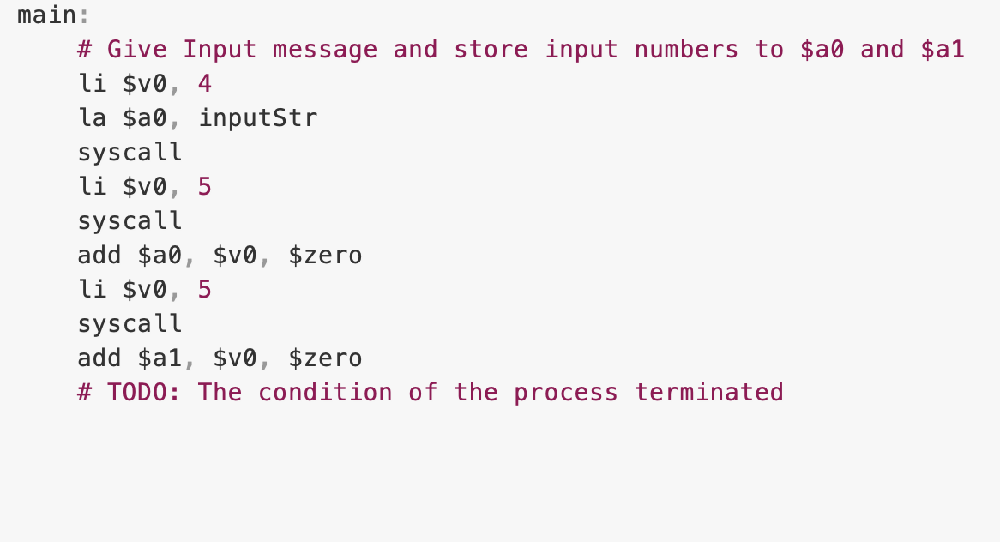 main:
    # Give Input message and store input numbers to $a0 and $a1
    li $v0, 4
    la $a0, inputStr
    syscall
    li $v0, 5
    syscall
    add $a0, $v0, $zero
    li $v0, 5
    syscall
    add $a1, $v0, $zero
    # TODO: The condition of the process terminated